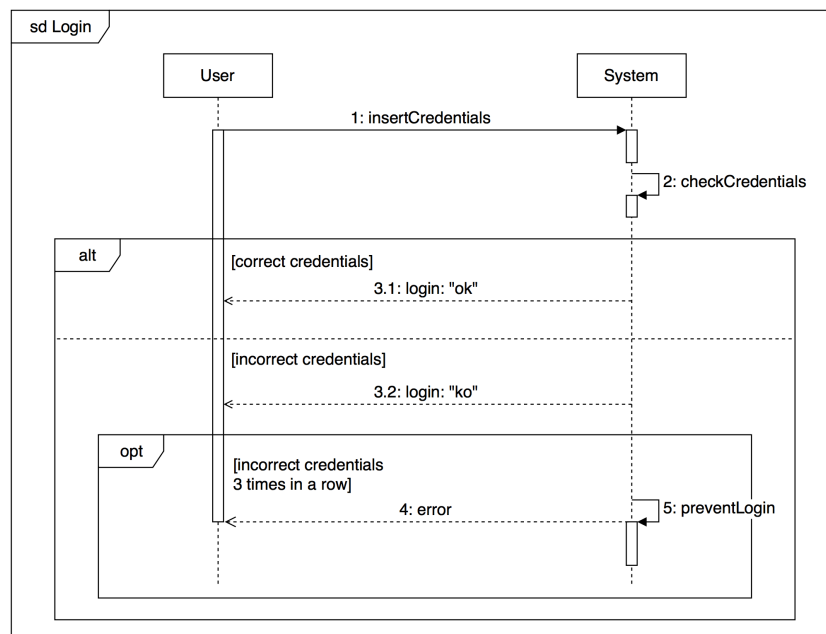 sd Login
User
System
1: insertCredentials
2: checkCredentials
alt
[correct credentials]
3.1: login: "ok"
[incorrect credentials]
3.2: login: "ko"
opt
[incorrect credentials
3 times in a row]
4: error
5: preventLogin